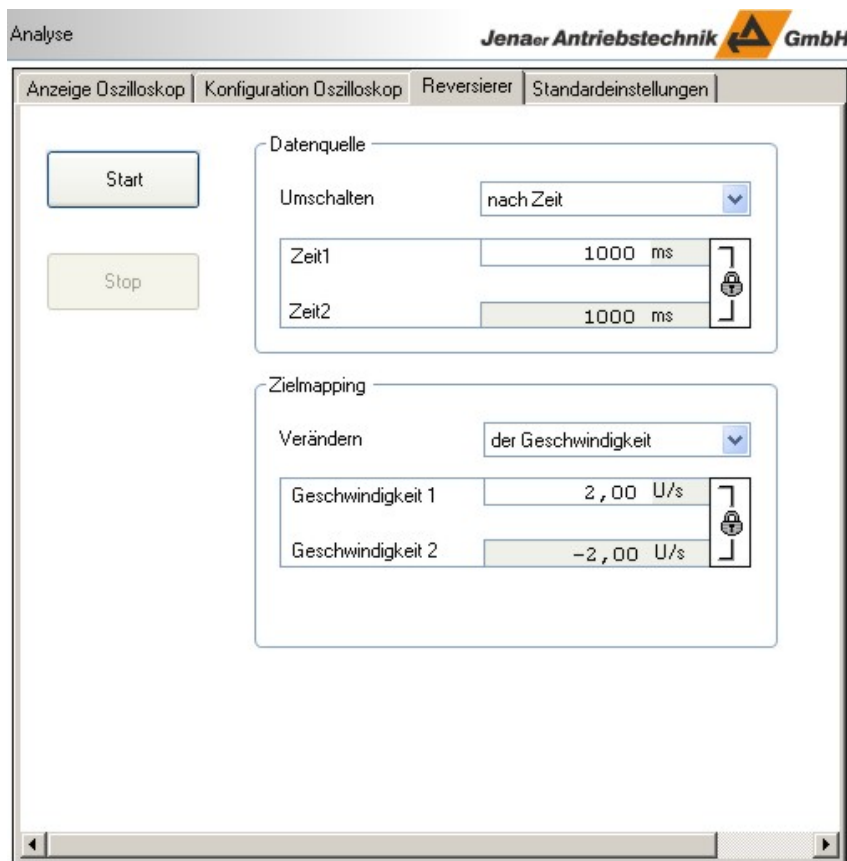 Analyse
Jenaer Antriebstechnik GmbH
Anzeige Oszilloskop Konfiguration Oszilloskop Reversierer Standardeinstellungen
Start
Stop
Datenquelle
Umschalten nach Zeit
Zeit1 1000 ms
Zeit2 1000 ms
Zielmapping
Verändern der Geschwindigkeit
Geschwindigkeit 1 2,00 U/s
Geschwindigkeit 2 -2,00 U/s